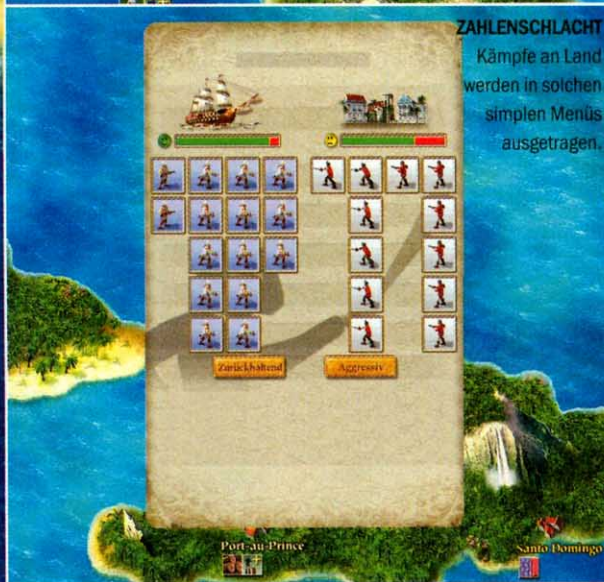 ZAHLENSCHLACHT
Kämpfe an Land
werden in solchen
simplen Menüs
ausgetragen.
Zurückhaltend
Aggressiv
Port-au-Prince
Santo Domingo